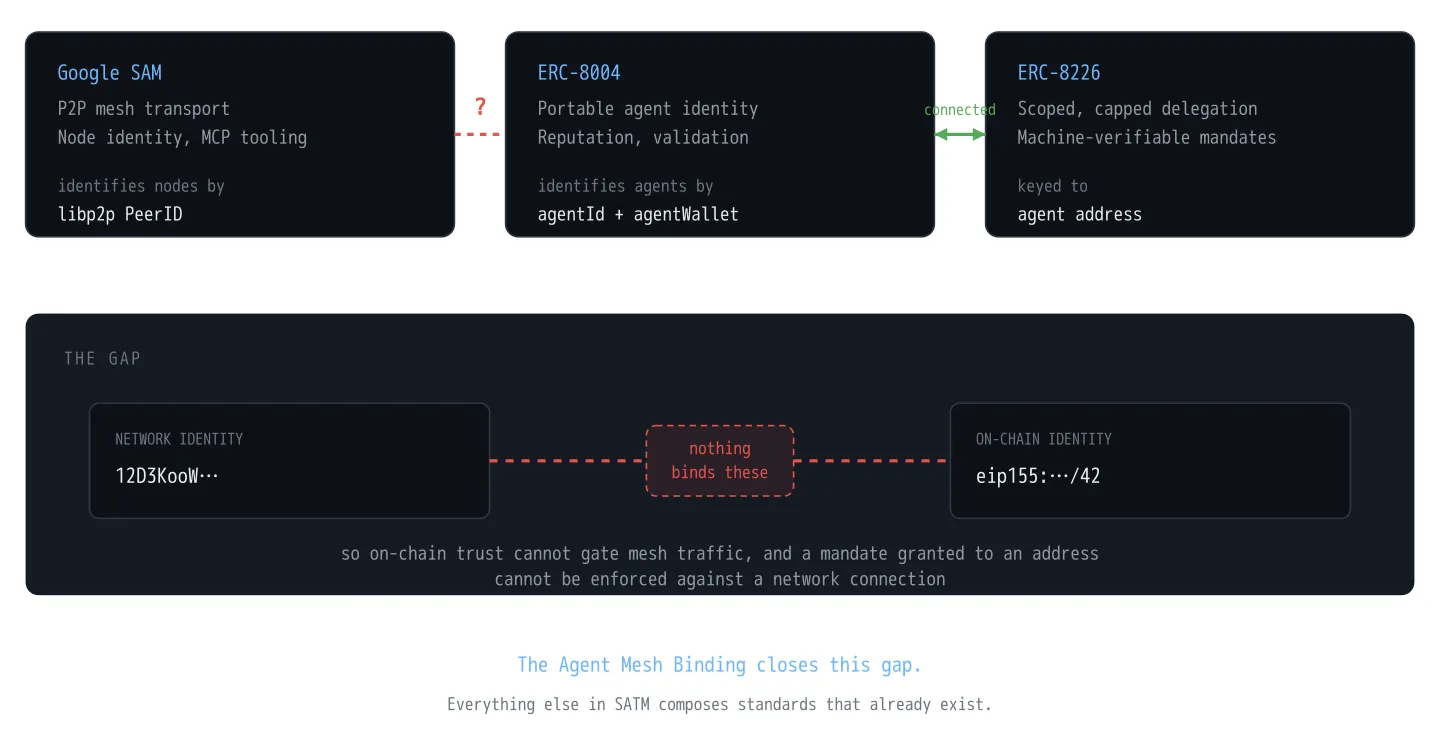 Google SAM
P2P mesh transport
Node identity, MCP tooling
identifies nodes by
libp2p PeerID
?
ERC-8004
Portable agent identity
Reputation, validation
identifies agents by
agentId + agentWallet
connected
ERC-8226
Scoped, capped delegation
Machine-verifiable mandates
keyed to
agent address
THE GAP
NETWORK IDENTITY
12D3KooW⋯
nothing
binds these
ON-CHAIN IDENTITY
eip155:⋯/42
so on-chain trust cannot gate mesh traffic, and a mandate granted to an address
cannot be enforced against a network connection
The Agent Mesh Binding closes this gap.
Everything else in SATM composes standards that already exist.